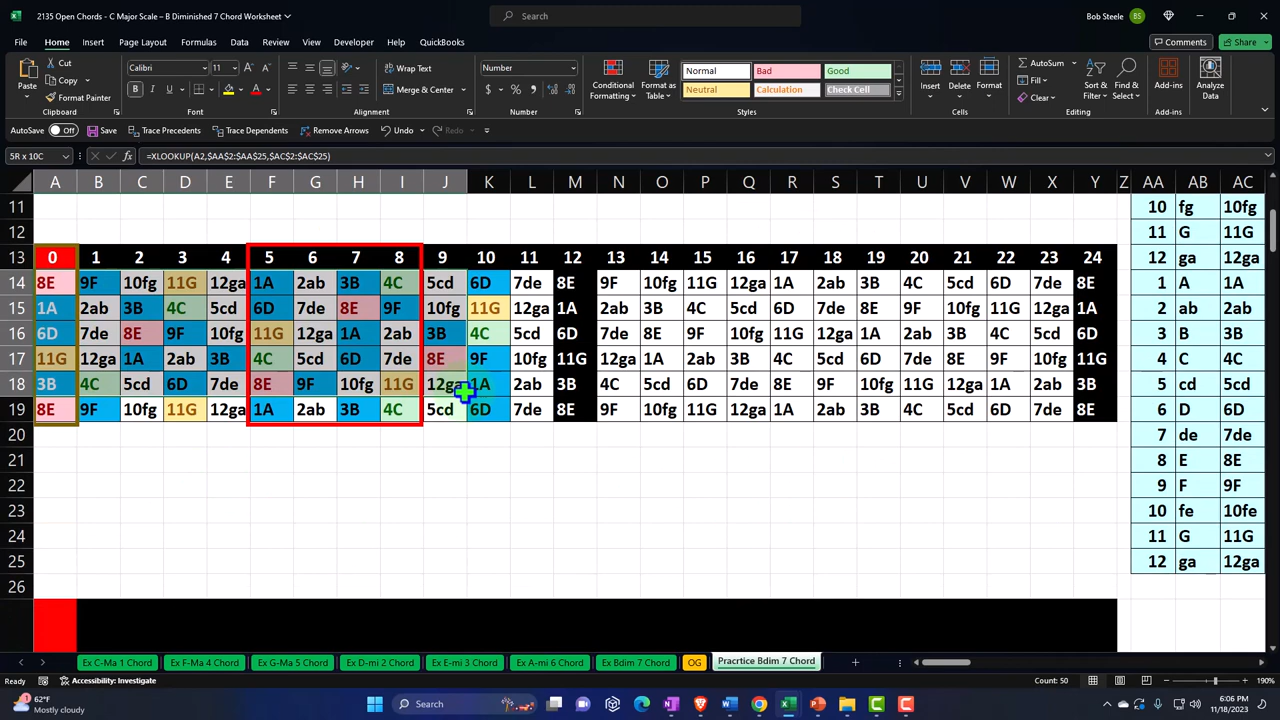 2135 Open Chords - C Major Scale – B Diminished 7 Chord Worksheet
Search
Bob Steele
BS
File Home Insert Page Layout Formulas Data Review View Developer Help QuickBooks
Comments
Share
Paste
Cut
Copy
Format Painter
Clipboard
Calibri
11
Font
Wrap Text
Merge & Center
Alignment
Number
Number
Conditional Formatting
Format as Table
Normal Bad Good
Neutral Calculation Check Cell
Styles
Insert Delete Format
Cells
AutoSum
Fill
Clear
Sort & Filter
Find & Select
Editing
Add-ins
Add-ins
Analyze Data
AutoSave Off Save Trace Precedents Trace Dependents Remove Arrows Undo Redo
5R x 10C
=XLOOKUP(A2,$AA$2:$AA$25,$AC$2:$AC$25)
A B C D E F G H I J K L M N O P Q R S T U V W X Y Z AA AB AC
11 10 fg 10fg
12 11 G 11G
13 0 1 2 3 4 5 6 7 8 9 10 11 12 13 14 15 16 17 18 19 20 21 22 23 24 12 ga 12ga
14 8E 9F 10fg 11G 12ga 1A 2ab 3B 4C 5cd 6D 7de 8E 9F 10fg 11G 12ga 1A 2ab 3B 4C 5cd 6D 7de 8E 1 A 1A
15 1A 2ab 3B 4C 5cd 6D 7de 8E 9F 10fg 11G 12ga 1A 2ab 3B 4C 5cd 6D 7de 8E 9F 10fg 11G 12ga 1A 2 ab 2ab
16 6D 7de 8E 9F 10fg 11G 12ga 1A 2ab 3B 4C 5cd 6D 7de 8E 9F 10fg 11G 12ga 1A 2ab 3B 4C 5cd 6D 3 B 3B
17 11G 12ga 1A 2ab 3B 4C 5cd 6D 7de 8E 9F 10fg 11G 12ga 1A 2ab 3B 4C 5cd 6D 7de 8E 9F 10fg 11G 4 C 4C
18 3B 4C 5cd 6D 7de 8E 9F 10fg 11G 12ga 1A 2ab 3B 4C 5cd 6D 7de 8E 9F 10fg 11G 12ga 1A 2ab 3B 5 cd 5cd
19 8E 9F 10fg 11G 12ga 1A 2ab 3B 4C 5cd 6D 7de 8E 9F 10fg 11G 12ga 1A 2ab 3B 4C 5cd 6D 7de 8E 6 D 6D
20 7 de 7de
21 8 E 8E
22 9 F 9F
23 10 fe 10fe
24 11 G 11G
25 12 ga 12ga
26
Ex C-Ma 1 Chord Ex F-Ma 4 Chord Ex G-Ma 5 Chord Ex D-mi 2 Chord Ex E-mi 3 Chord Ex A-mi 6 Chord Ex Bdim 7 Chord OG Pracrtice Bdim 7 Chord
Ready Accessibility: Investigate Count: 50 190%
62°F
Mostly cloudy
Search
6:06 PM
11/18/2023